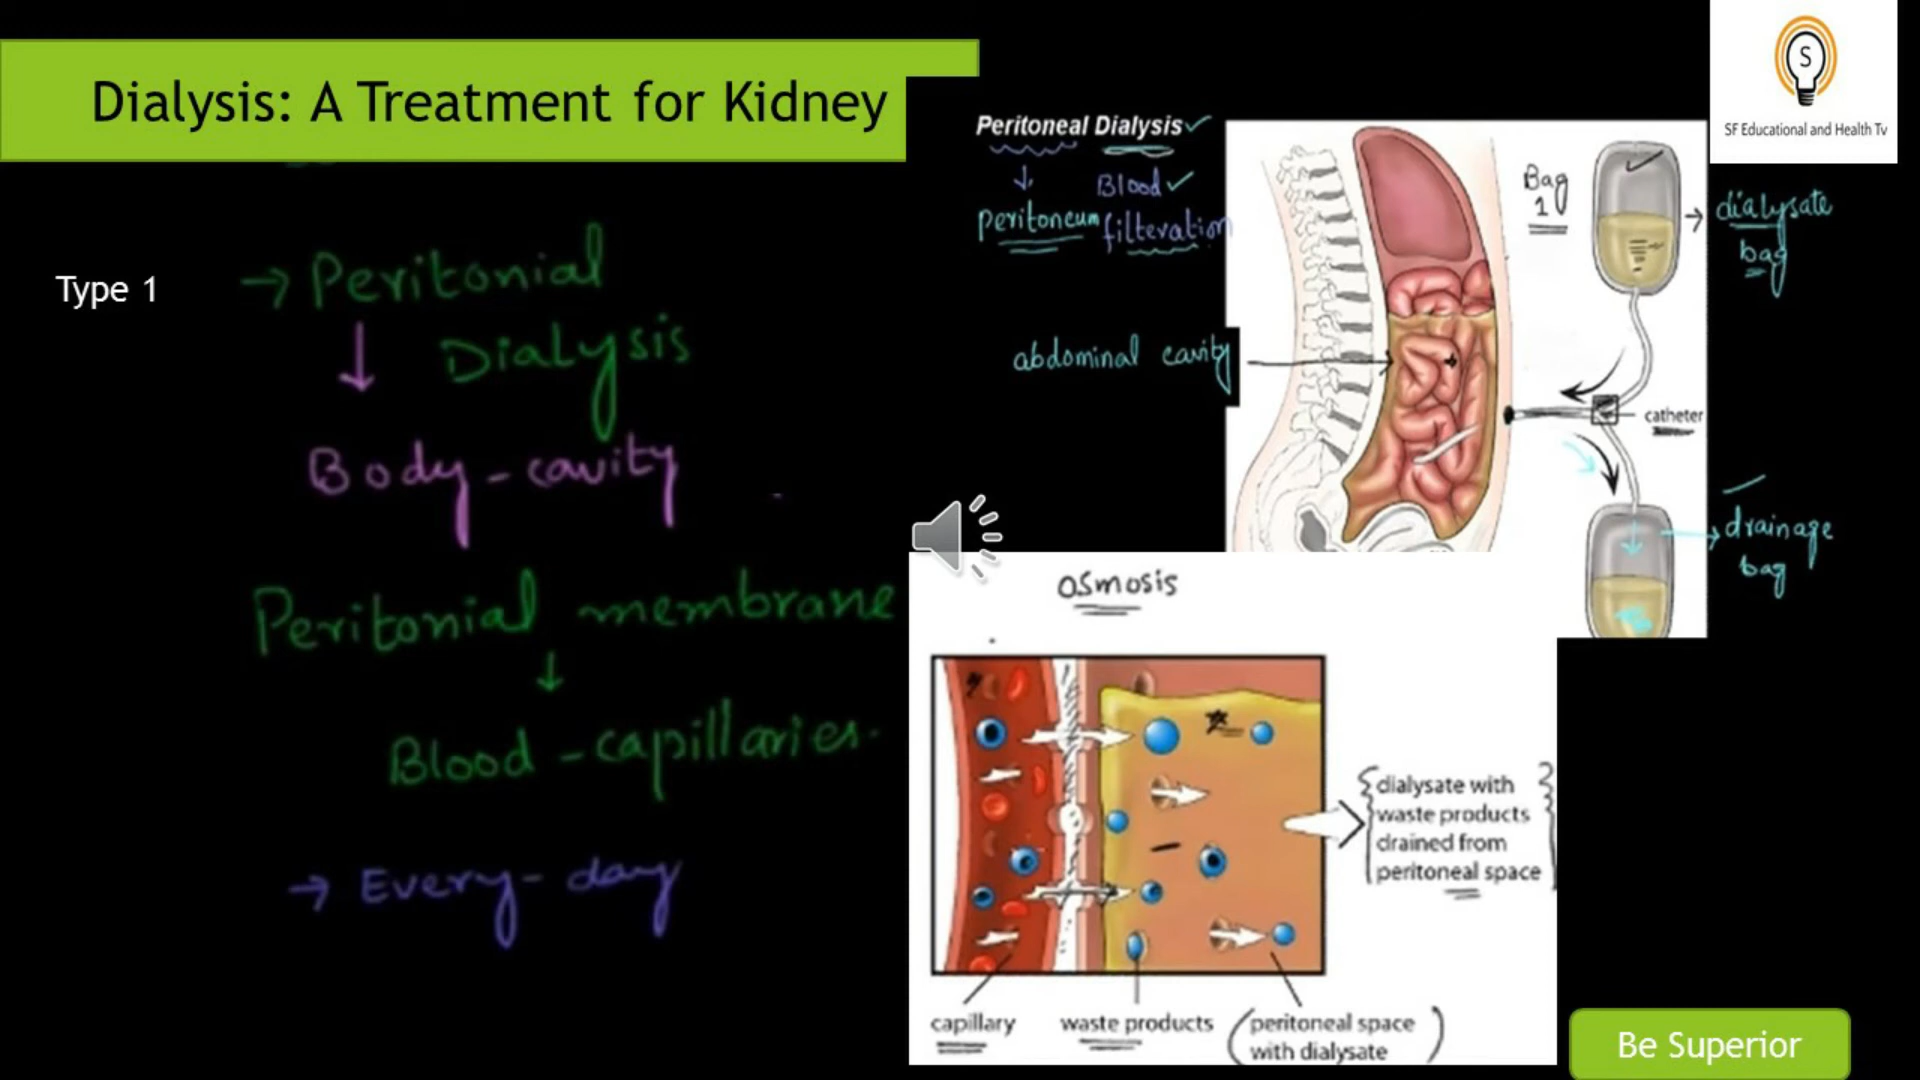 Dialysis: A Treatment for Kidney
S
SF Educational and Health Tv
Type 1
→ Peritonial
Dialysis
Body-cavity
Peritonial membrane
Blood-capillaries.
→ Every-day
Peritoneal Dialysis
Blood
Peritoneum filteration
abdominal cavity
Bag
1
dialysate
bag
catheter
drainage
bag
osmosis
dialysate with
waste products
drained from
peritoneal space
capillary
waste products
(peritoneal space
with dialysate)
Be Superior